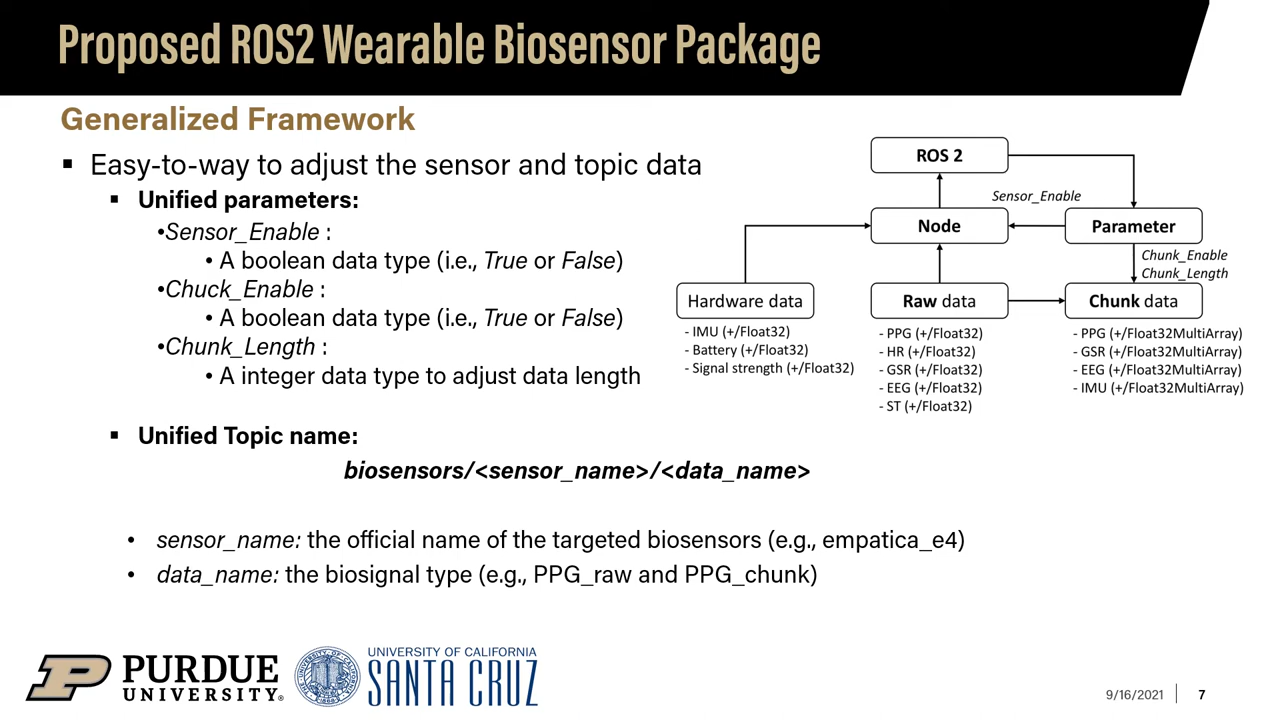 Proposed ROS2 Wearable Biosensor Package
Generalized Framework
▪ Easy-to-way to adjust the sensor and topic data
▪ Unified parameters:
•Sensor_Enable :
• A boolean data type (i.e., True or False)
•Chuck_Enable :
• A boolean data type (i.e., True or False)
•Chunk_Length :
• A integer data type to adjust data length
▪ Unified Topic name:
biosensors/<sensor_name>/<data_name>
• sensor_name: the official name of the targeted biosensors (e.g., empatica_e4)
• data_name: the biosignal type (e.g., PPG_raw and PPG_chunk)
ROS 2
Sensor_Enable
Node
Parameter
Chunk_Enable
Chunk_Length
Hardware data
Raw data
Chunk data
- IMU (+/Float32)
- Battery (+/Float32)
- Signal strength (+/Float32)
- PPG (+/Float32)
- HR (+/Float32)
- GSR (+/Float32)
- EEG (+/Float32)
- ST (+/Float32)
- PPG (+/Float32MultiArray)
- GSR (+/Float32MultiArray)
- EEG (+/Float32MultiArray)
- IMU (+/Float32MultiArray)
PURDUE
UNIVERSITY®
UNIVERSITY OF CALIFORNIA
SANTA CRUZ
9/16/2021
7